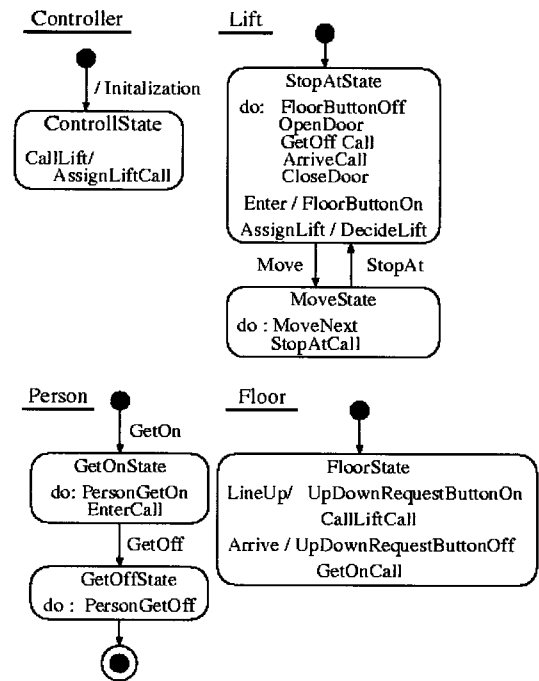 Controller
/ Initalization
ControllState
CallLift/
AssignLiftCall
Lift
StopAtState
do: FloorButtonOff
OpenDoor
GetOff Call
ArriveCall
CloseDoor
Enter / FloorButtonOn
AssignLift / DecideLift
Move
StopAt
MoveState
do : MoveNext
StopAtCall
Person
GetOn
GetOnState
do: PersonGetOn
EnterCall
GetOff
GetOffState
do : PersonGetOff
Floor
FloorState
LineUp/ UpDownRequestButtonOn
CallLiftCall
Arrive / UpDownRequestButtonOff
GetOnCall